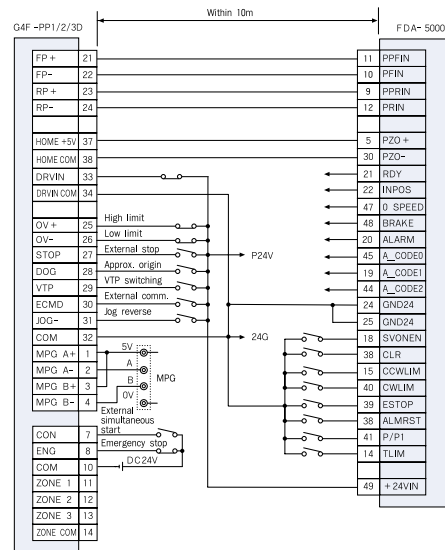 Within 10m
G4F -PP1/2/3D
FDA-5000
FP+ 21
FP- 22
RP+ 23
RP- 24
HOME +5V 37
HOME COM 38
DRVIN 33
DRVIN COM 34
OV+ 25
OV- 26
STOP 27
DOG 28
VTP 29
ECMD 30
JOG- 31
COM 32
MPG A+ 1
MPG A- 2
MPG B+ 3
MPG B- 4
CON 7
ENG 8
COM 10
ZONE 1 11
ZONE 2 12
ZONE 3 13
ZONE COM 14
High limit
Low limit
External stop
Approx. origin
VTP switching
External comm.
Jog reverse
P24V
24G
5V
A
B
0V
MPG
External
simultaneous
start
Emergency stop
DC24V
11 PPFIN
10 PFIN
9 PPRIN
12 PRIN
5 PZO+
30 PZO-
21 RDY
22 INPOS
47 0 SPEED
48 BRAKE
20 ALARM
45 A_CODE0
19 A_CODE1
44 A_CODE2
24 GND24
25 GND24
18 SVONEN
38 CLR
15 CCWLIM
40 CWLIM
39 ESTOP
38 ALMRST
41 P/P1
14 TLIM
49 +24VIN